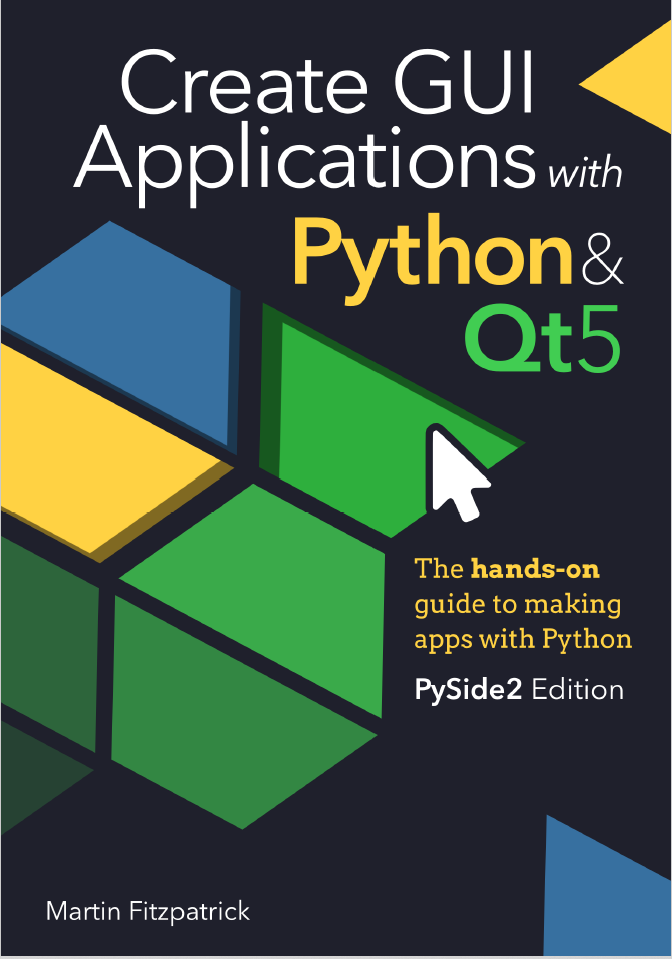 Create GUI
Applications with
Python &
Qt5
The hands-on
guide to making
apps with Python
PySide2 Edition
Martin Fitzpatrick